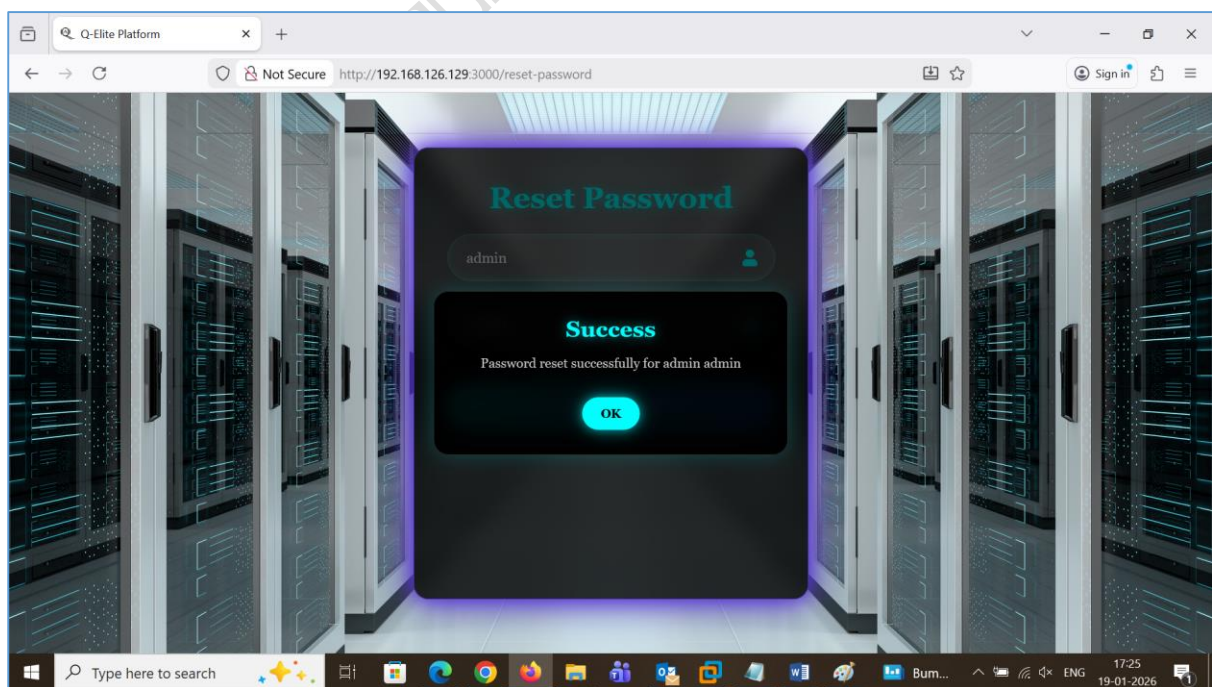 Q-Elite Platform
Not Secure http://192.168.126.129:3000/reset-password
Sign in
Reset Password
admin
Success
Password reset successfully for admin admin
OK
Type here to search
Bum...
ENG
17:25
19-01-2026